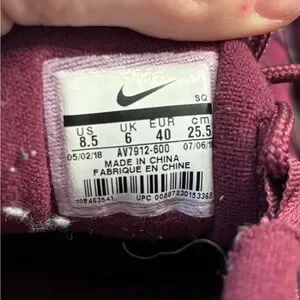 SQ
US UK EUR cm
8.5 6 40 25.5
05/02/18 AV7912-600 07/06/18
MADE IN CHINA
FABRIQUE EN CHINE
UPC